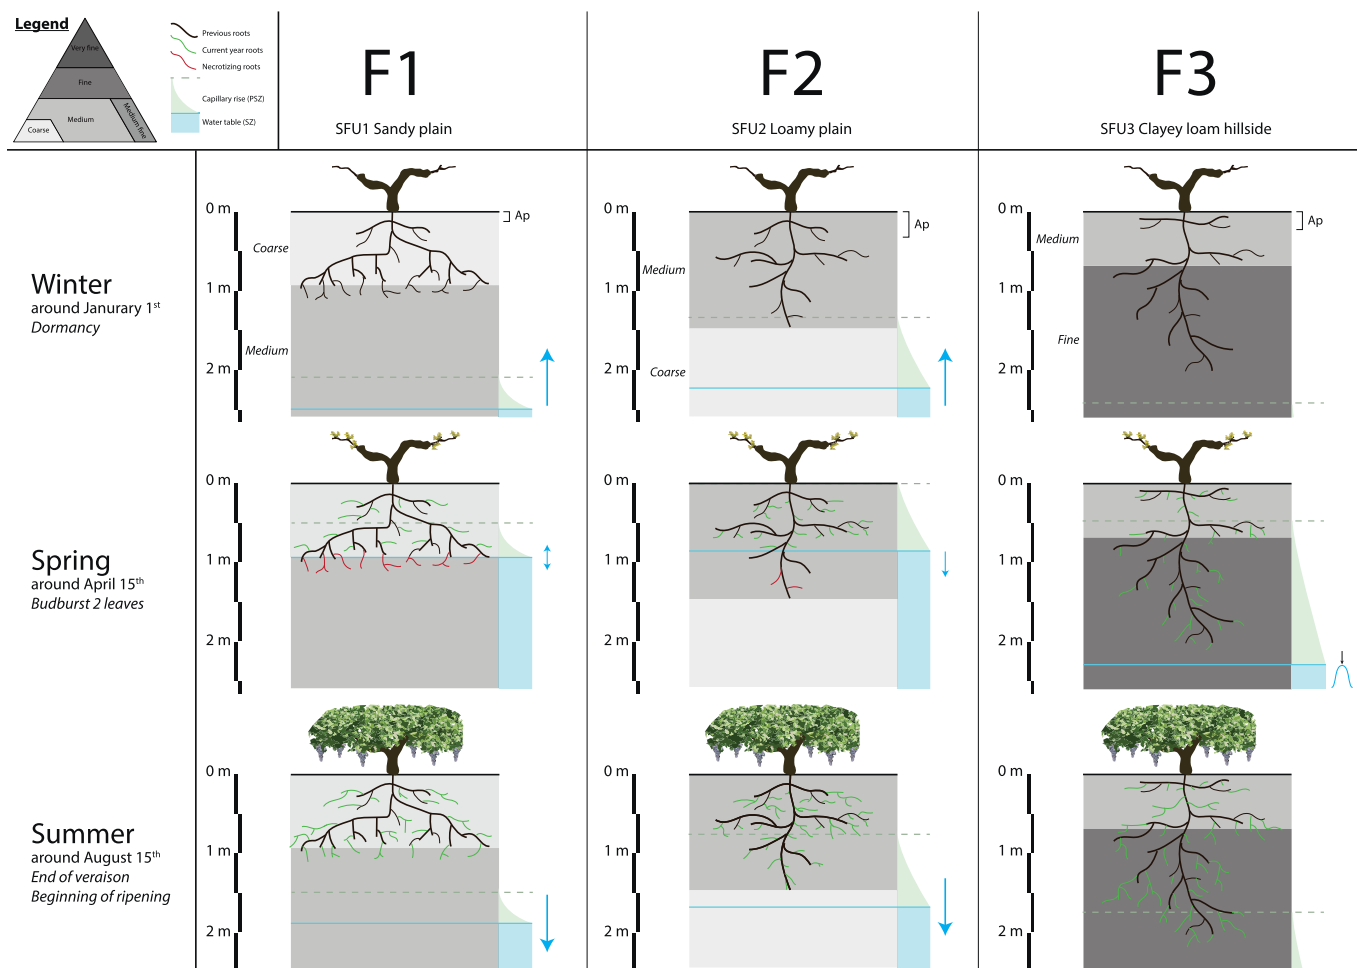 Legend
Very fine
Fine
Medium
Coarse
Medium fine
Previous roots
Current year roots
Necrotizing roots
Capillary rise (PSZ)
Water table (SZ)
F1
SFU1 Sandy plain
F2
SFU2 Loamy plain
F3
SFU3 Clayey loam hillside
Winter
around Janurary 1st
Dormancy
0 m
1 m
2 m
Coarse
Medium
Ap
0 m
1 m
2 m
Medium
Coarse
Ap
0 m
1 m
2 m
Medium
Fine
Ap
Spring
around April 15th
Budburst 2 leaves
0 m
1 m
2 m
0 m
1 m
2 m
0 m
1 m
2 m
Summer
around August 15th
End of veraison
Beginning of ripening
0 m
1 m
2 m
0 m
1 m
2 m
0 m
1 m
2 m